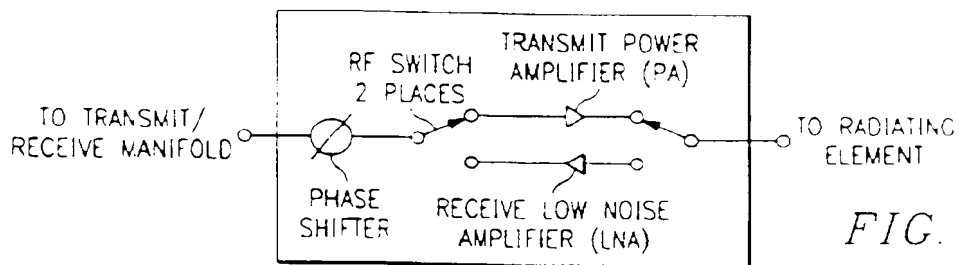 TO TRANSMIT/
RECEIVE MANIFOLD
PHASE
SHIFTER
RF SWITCH
2 PLACES
TRANSMIT POWER
AMPLIFIER (PA)
RECEIVE LOW NOISE
AMPLIFIER (LNA)
TO RADIATING
ELEMENT
FIG.